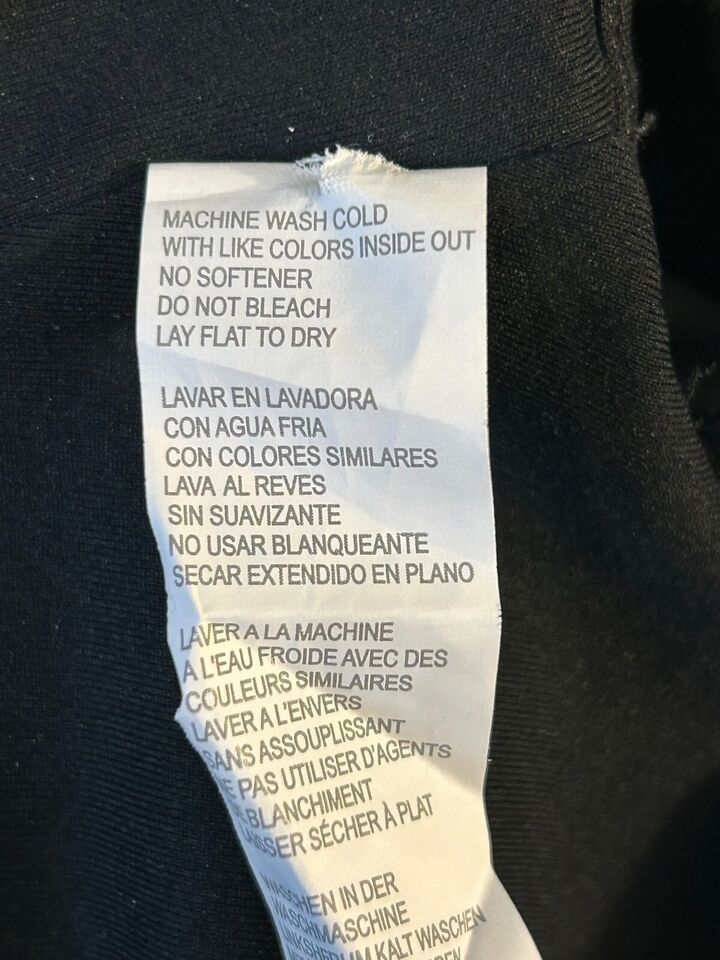 MACHINE WASH COLD
WITH LIKE COLORS INSIDE OUT
NO SOFTENER
DO NOT BLEACH
LAY FLAT TO DRY
LAVAR EN LAVADORA
CON AGUA FRIA
CON COLORES SIMILARES
LAVA AL REVES
SIN SUAVIZANTE
NO USAR BLANQUEANTE
SECAR EXTENDIDO EN PLANO
LAVER A LA MACHINE
A L'EAU FROIDE AVEC DES
COULEURS SIMILAIRES
LAVER A L'ENVERS
SANS ASSOUPLISSANT
NE PAS UTILISER D'AGENTS
DE BLANCHIMENT
LAISSER SÉCHER À PLAT
WASCHEN IN DER
WASCHMASCHINE
KALT WASCHEN